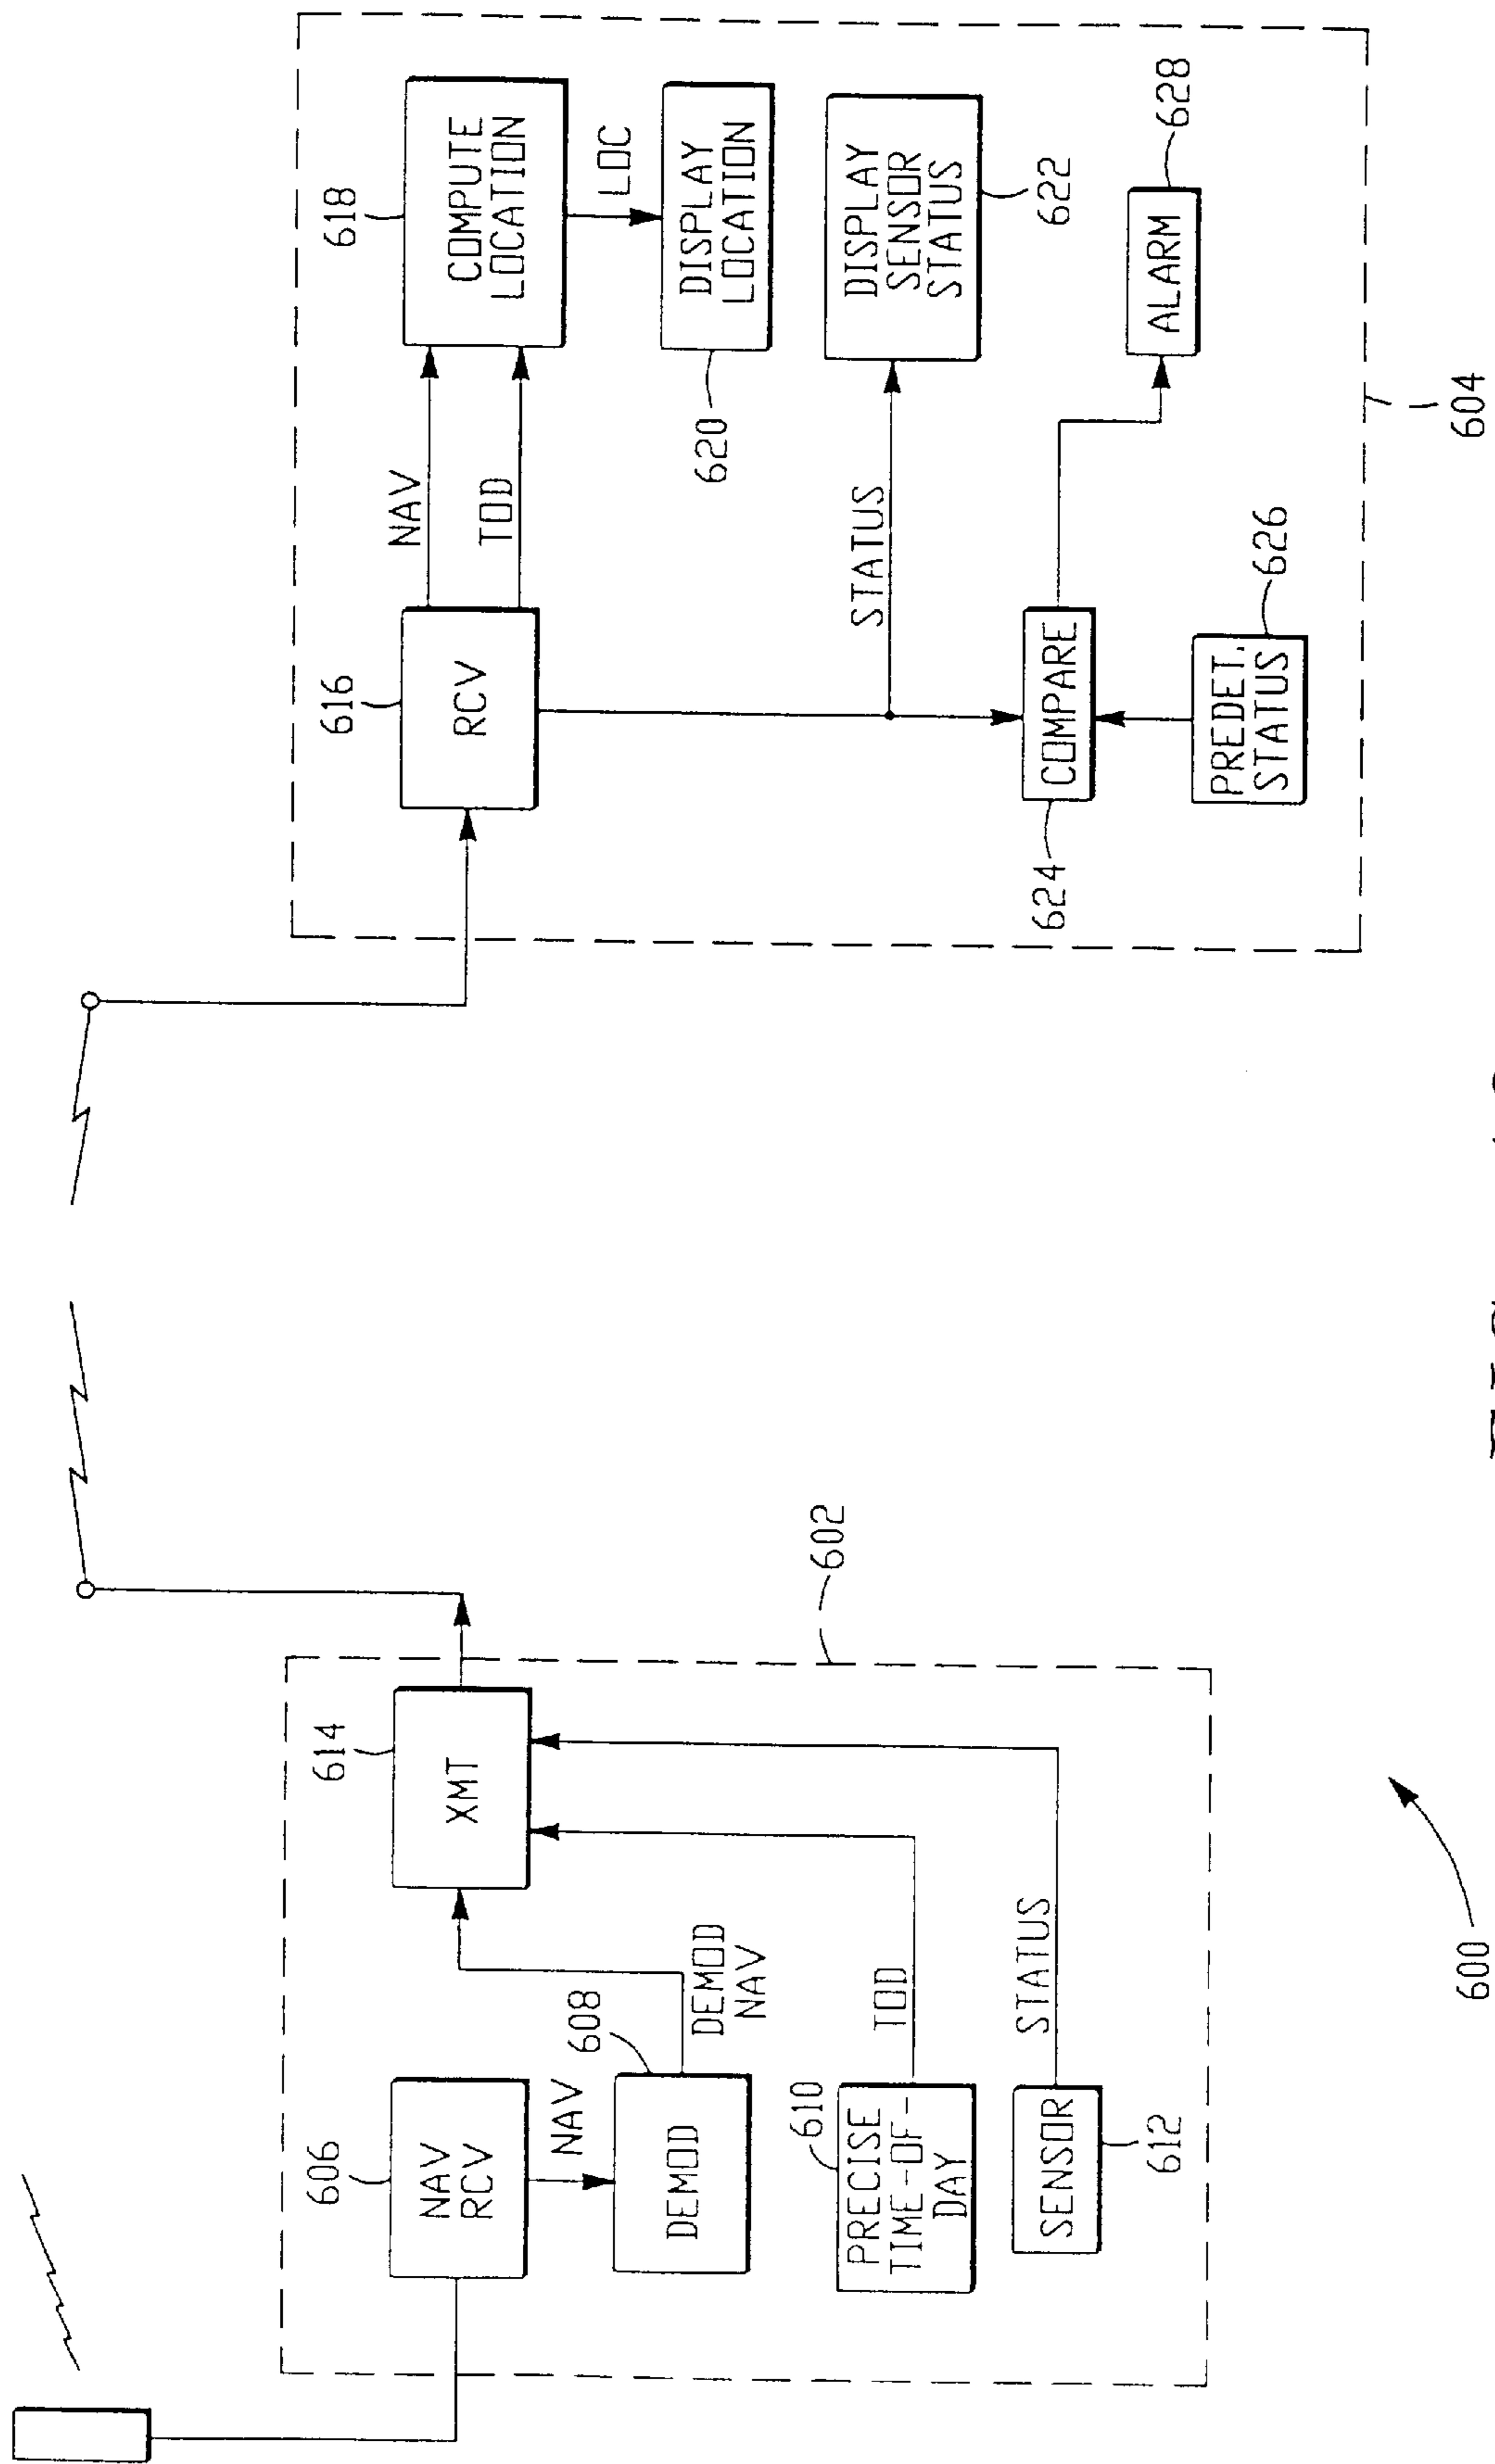 606
NAV
RCV
NAV
608
DEMOD
DEMOD
NAV
610
PRECISE
TIME-OF-
DAY
TOD
SENSOR
612
STATUS
614
XMT
602
600
616
RCV
NAV
TOD
618
COMPUTE
LOCATION
LOC
DISPLAY
LOCATION
620
STATUS
DISPLAY
SENSOR
STATUS
622
COMPARE
624
PREDET.
STATUS
626
ALARM
628
604